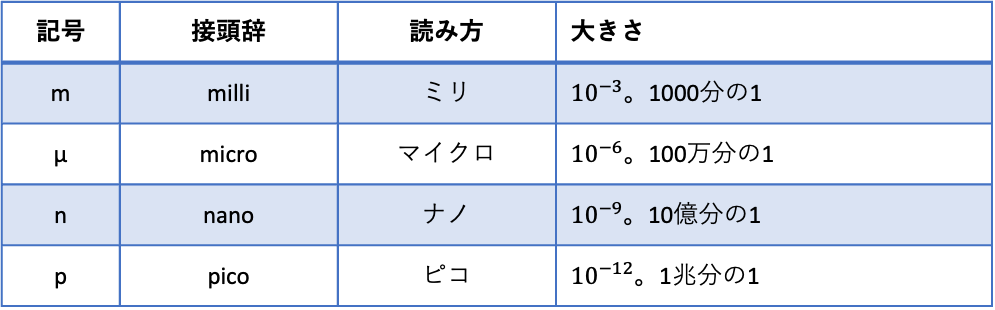 記号 接頭辞 読み方 大きさ
m milli ミリ 10⁻³。1000分の1
μ micro マイクロ 10⁻⁶。100万分の1
n nano ナノ 10⁻⁹。10億分の1
p pico ピコ 10⁻¹²。1兆分の1